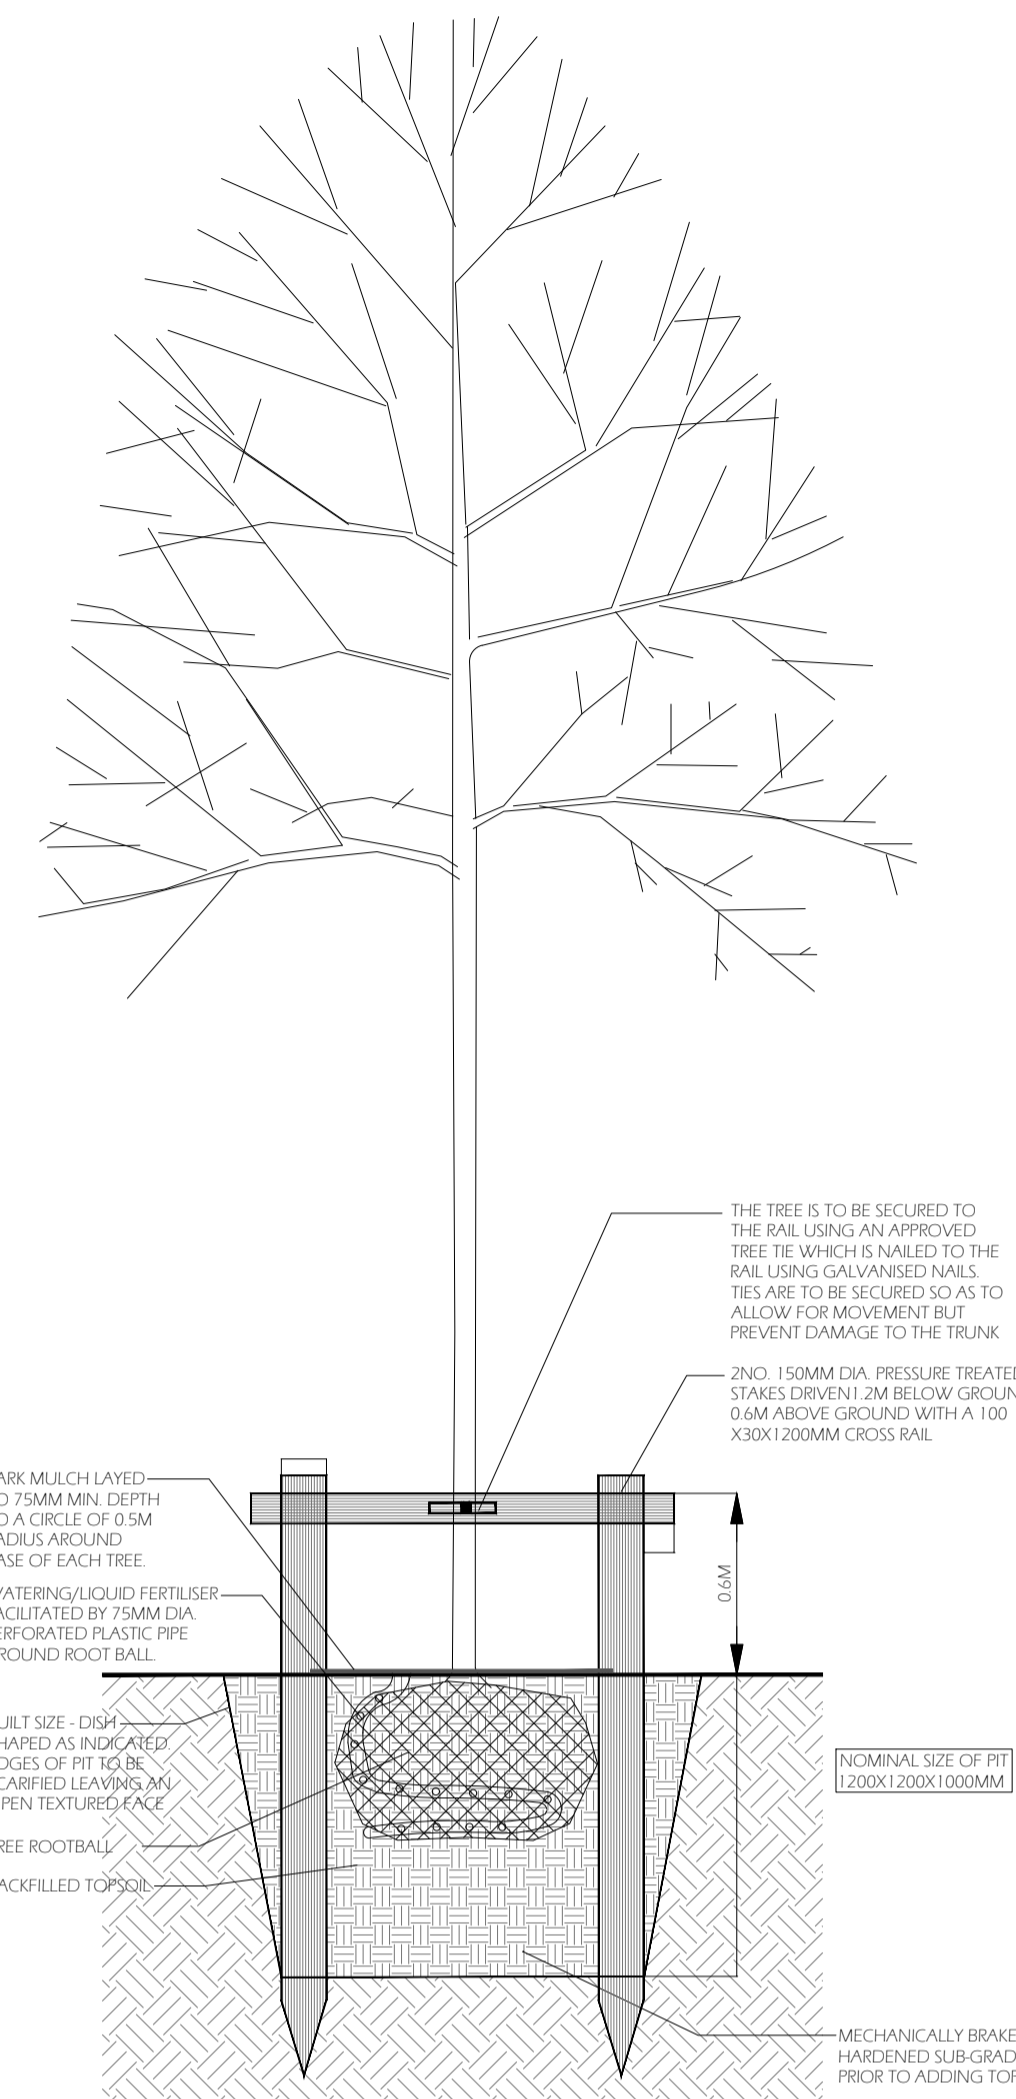 THE TREE IS TO BE SECURED TO
THE RAIL USING AN APPROVED
TREE TIE WHICH IS NAILED TO THE
RAIL USING GALVANISED NAILS.
TIES ARE TO BE SECURED SO AS TO
ALLOW FOR MOVEMENT BUT
PREVENT DAMAGE TO THE TRUNK
2NO. 150MM DIA. PRESSURE TREATED
STAKES DRIVEN1.2M BELOW GROUN
0.6M ABOVE GROUND WITH A 100
X30X1200MM CROSS RAIL
ARK MULCH LAYED
O 75MM MIN. DEPTH
O A CIRCLE OF 0.5M
ADIUS AROUND
ASE OF EACH TREE.
0.6M
ATERING/LIQUID FERTILISER
ACILITATED BY 75MM DIA.
ERFORATED PLASTIC PIPE
ROUND ROOT BALL.
UILT SIZE - DISH
HAPED AS INDICATED.
DGES OF PIT TO BE
CARIFIED LEAVING AN
PEN TEXTURED FACE
REE ROOTBALL
ACKFILLED TOPSOIL
NOMINAL SIZE OF PIT
1200X1200X1000MM
MECHANICALLY BRAKE
HARDENED SUB-GRAD
PRIOR TO ADDING TOP